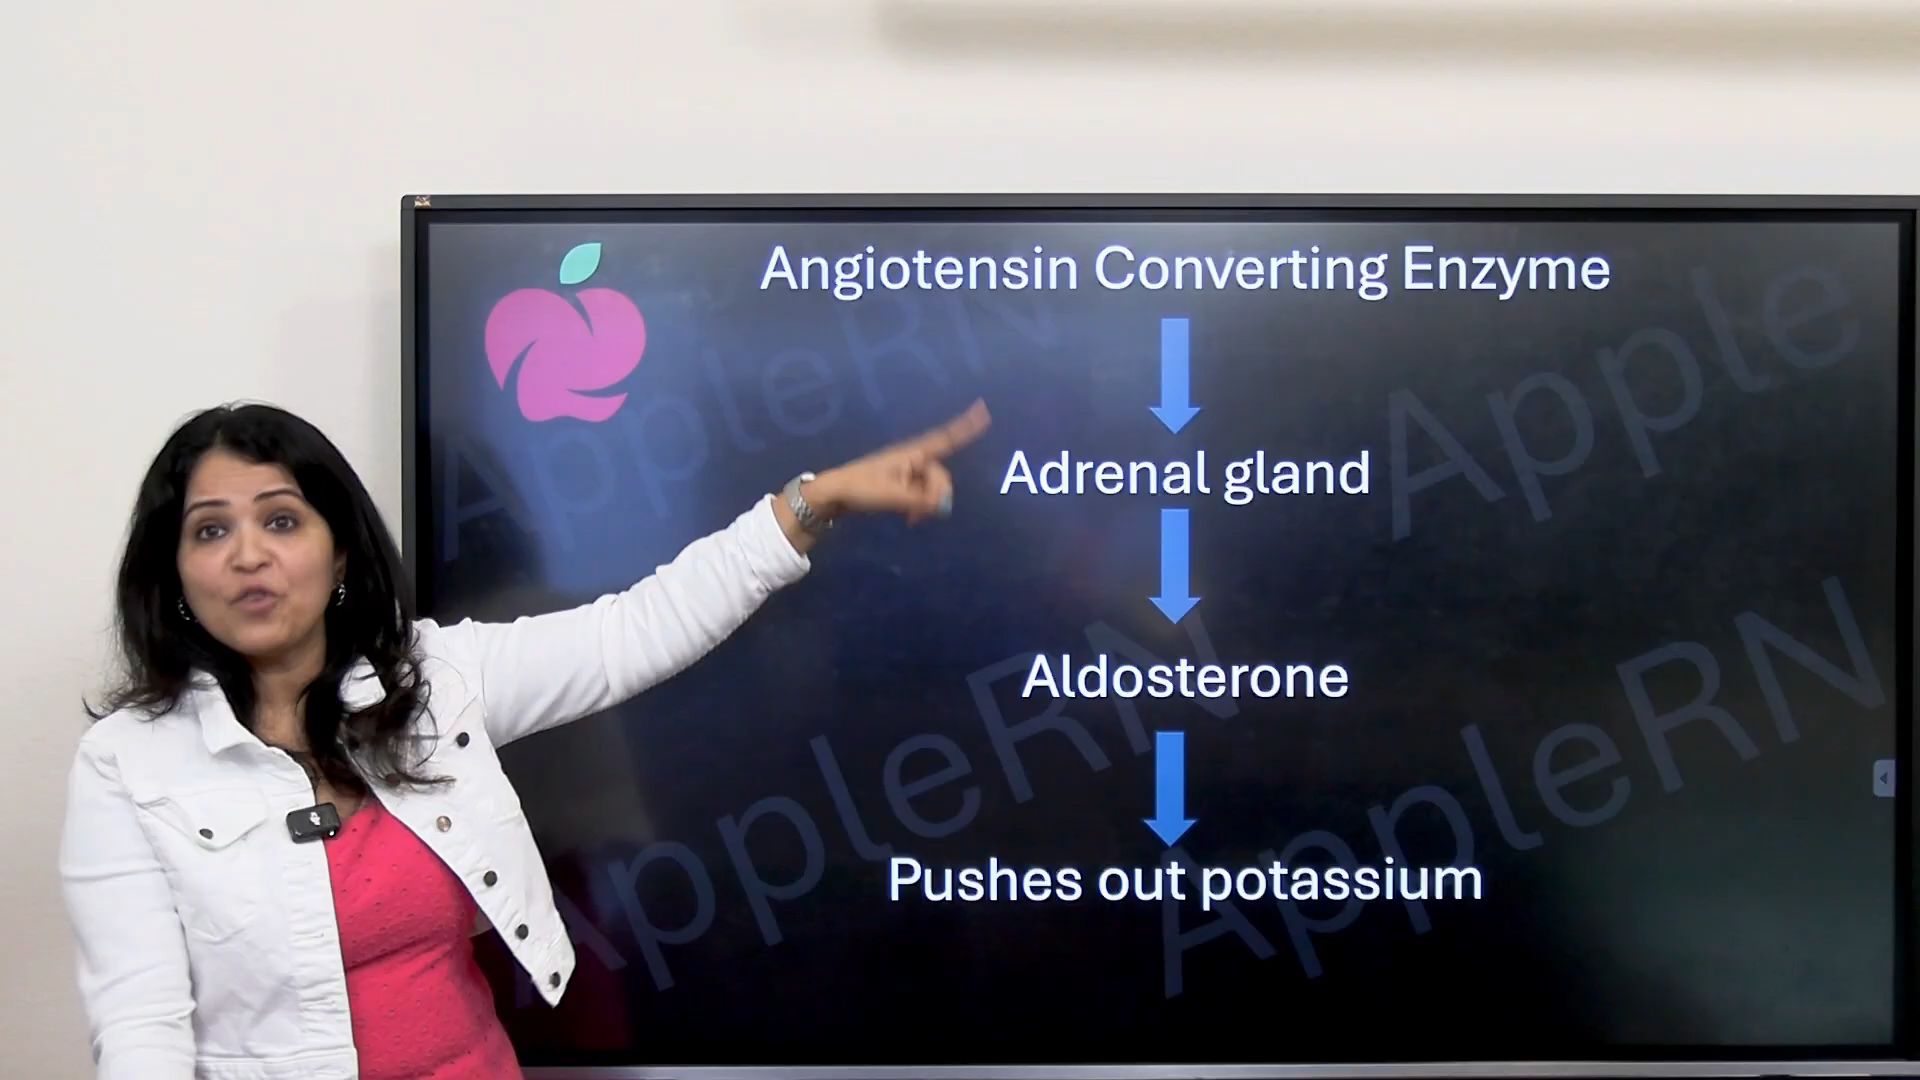 Angiotensin Converting Enzyme
Adrenal gland
Aldosterone
Pushes out potassium
AppleRN
Apple
AppleRN
AppleRN